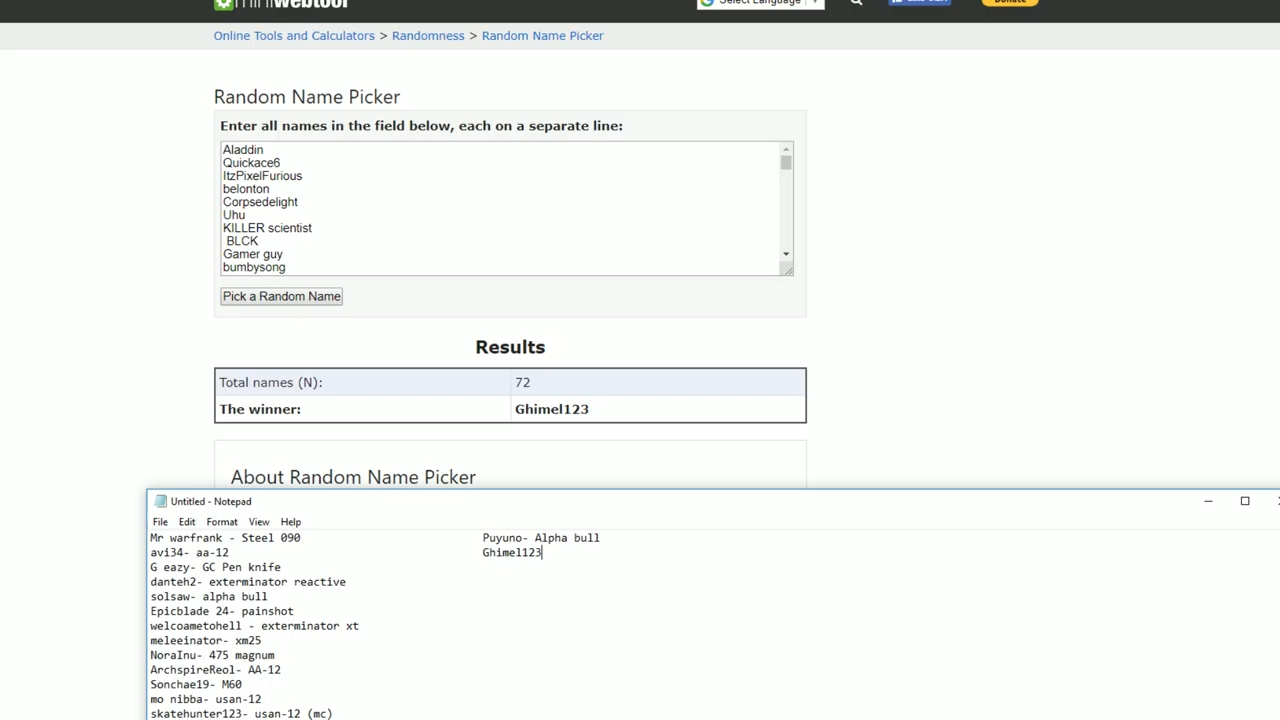 miniwebtool
Select Language
Donate
Online Tools and Calculators > Randomness > Random Name Picker
Random Name Picker
Enter all names in the field below, each on a separate line:
Aladdin
Quickace6
ItzPixelFurious
belonton
Corpsedelight
Uhu
KILLER scientist
BLCK
Gamer guy
bumbysong
Pick a Random Name
Results
Total names (N): 72
The winner: Ghimel123
About Random Name Picker
Untitled - Notepad
File Edit Format View Help
Mr warfrank - Steel 090
avi34- aa-12
G eazy- GC Pen knife
danteh2- exterminator reactive
solsaw- alpha bull
Epicblade 24- painshot
welcoametohell - exterminator xt
meleeinator- xm25
NoraInu- 475 magnum
ArchspireReol- AA-12
Sonchae19- M60
mo nibba- usan-12
skatehunter123- usan-12 (mc)
Puyuno- Alpha bull
Ghimel123